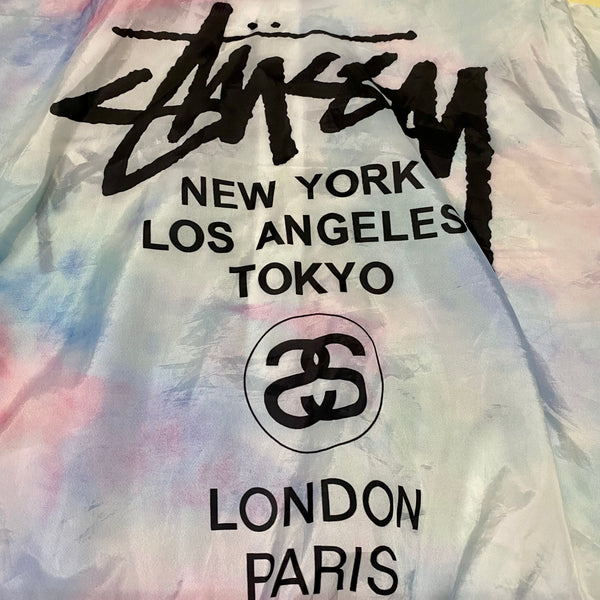 Stüssy
NEW YORK
LOS ANGELES
TOKYO
SS
LONDON
PARIS